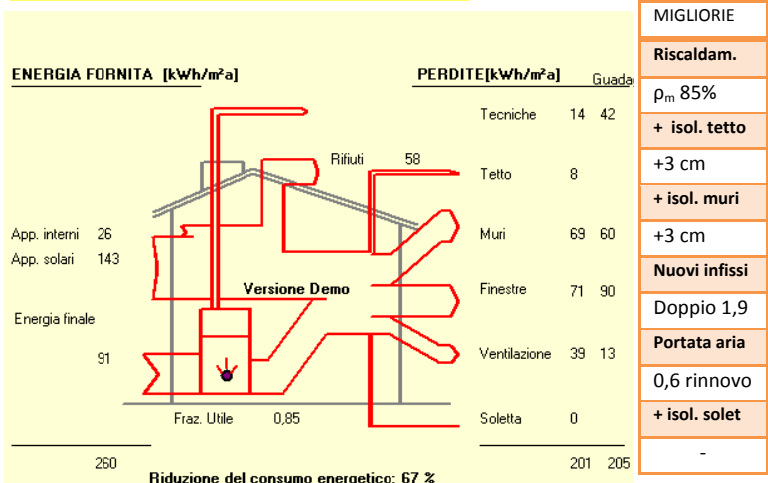 ENERGIA FORNITA [kWh/m²a]
PERDITE[kWh/m²a] Guada
Tecniche 14 42
Rifiuti 58
Tetto 8
App. interni 26
App. solari 143
Muri 69 60
Versione Demo
Finestre 71 90
Energia finale
91
Ventilazione 39 13
Fraz. Utile 0,85
Soletta 0
260
201 205
Riduzione del consumo energetico: 67 %
MIGLIORIE
Riscaldam.
ρm 85%
+ isol. tetto
+3 cm
+ isol. muri
+3 cm
Nuovi infissi
Doppio 1,9
Portata aria
0,6 rinnovo
+ isol. solet
-